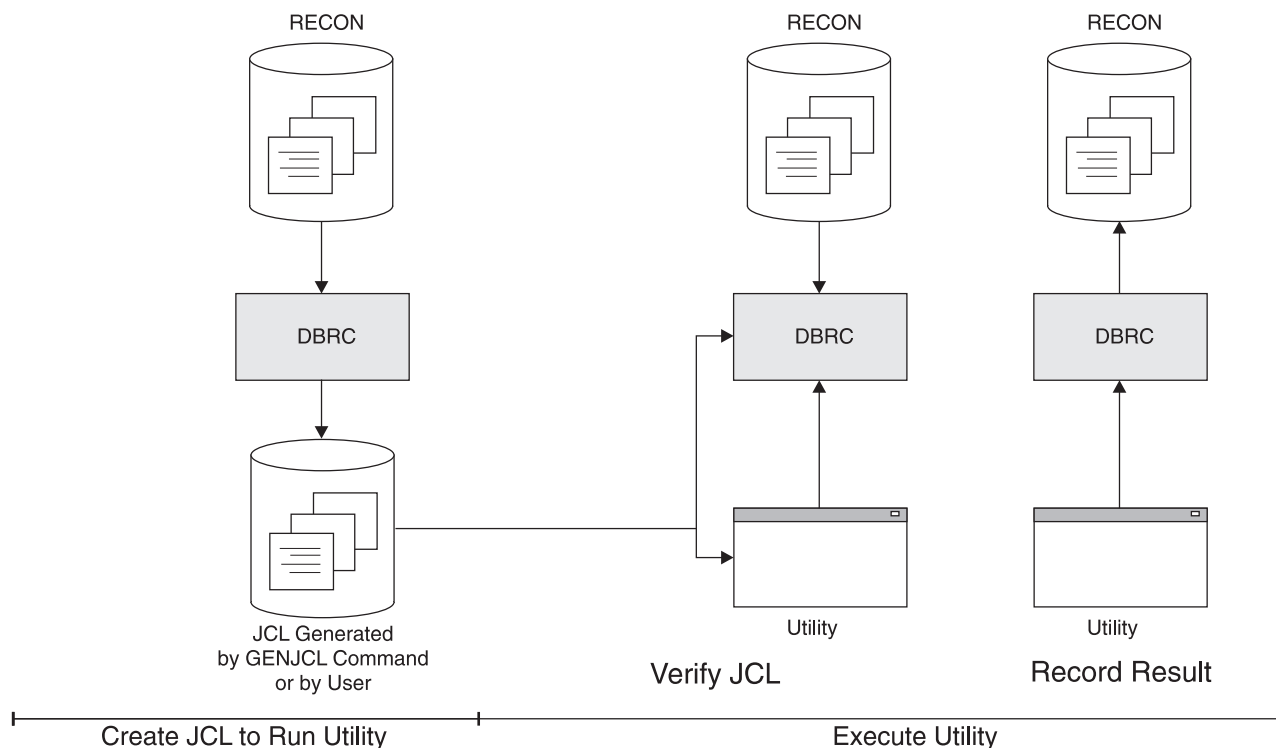 RECON
RECON
RECON
DBRC
DBRC
DBRC
JCL Generated
by GENJCL Command
or by User
Utility
Utility
Verify JCL
Record Result
Create JCL to Run Utility
Execute Utility